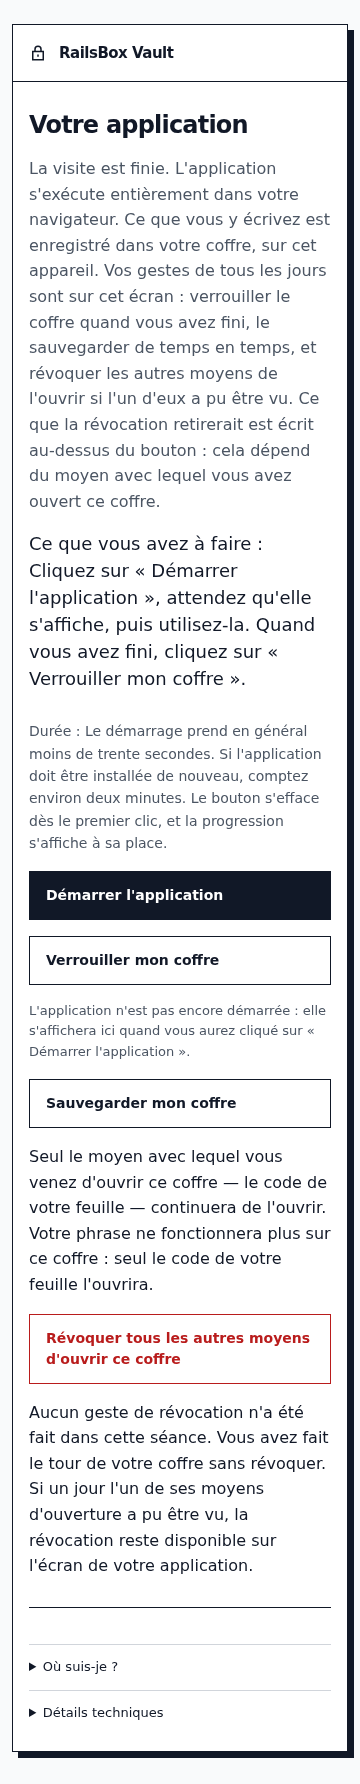 RailsBox Vault
Votre application
La visite est finie. L'application
s'exécute entièrement dans votre
navigateur. Ce que vous y écrivez est
enregistré dans votre coffre, sur cet
appareil. Vos gestes de tous les jours
sont sur cet écran : verrouiller le
coffre quand vous avez fini, le
sauvegarder de temps en temps, et
révoquer les autres moyens de
l'ouvrir si l'un d'eux a pu être vu. Ce
que la révocation retirerait est écrit
au-dessus du bouton : cela dépend
du moyen avec lequel vous avez
ouvert ce coffre.
Ce que vous avez à faire :
Cliquez sur « Démarrer
l'application », attendez qu'elle
s'affiche, puis utilisez-la. Quand
vous avez fini, cliquez sur «
Verrouiller mon coffre ».
Durée : Le démarrage prend en général
moins de trente secondes. Si l'application
doit être installée de nouveau, comptez
environ deux minutes. Le bouton s'efface
dès le premier clic, et la progression
s'affiche à sa place.
Démarrer l'application
Verrouiller mon coffre
L'application n'est pas encore démarrée : elle
s'affichera ici quand vous aurez cliqué sur «
Démarrer l'application ».
Sauvegarder mon coffre
Seul le moyen avec lequel vous
venez d'ouvrir ce coffre — le code de
votre feuille — continuera de l'ouvrir.
Votre phrase ne fonctionnera plus sur
ce coffre : seul le code de votre
feuille l'ouvrira.
Révoquer tous les autres moyens
d'ouvrir ce coffre
Aucun geste de révocation n'a été
fait dans cette séance. Vous avez fait
le tour de votre coffre sans révoquer.
Si un jour l'un de ses moyens
d'ouverture a pu être vu, la
révocation reste disponible sur
l'écran de votre application.
Où suis-je ?
Détails techniques